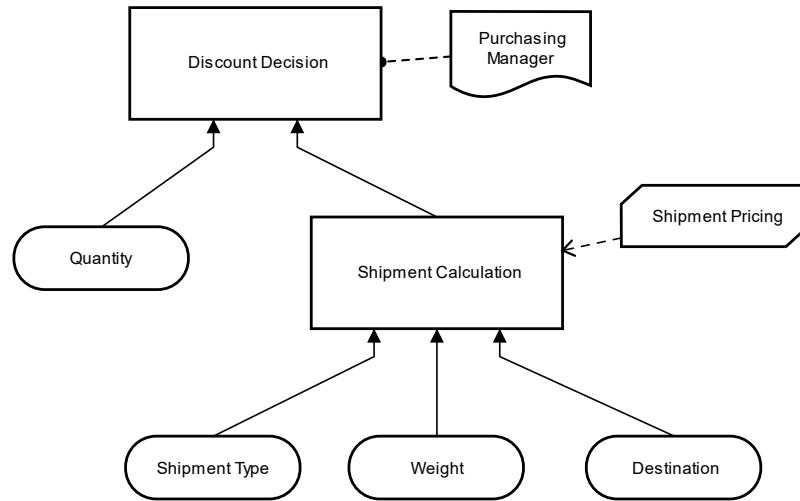 Discount Decision
Purchasing
Manager
Quantity
Shipment Pricing
Shipment Calculation
Shipment Type
Weight
Destination